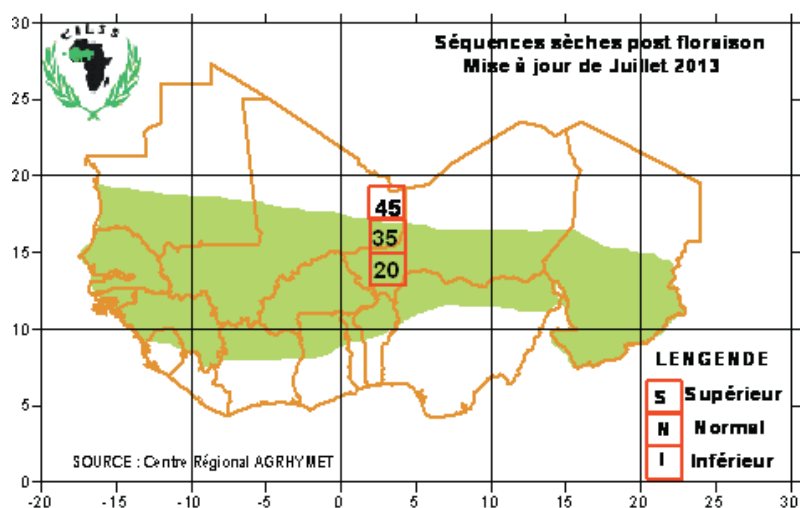 CILSS
Séquences sèches post floraison
Mise à jour de Juillet 2013
30
25
20
15
10
5
0
45
35
20
LENGENDE
S Supérieur
N Normal
I Inférieur
SOURCE : Centre Régional AGRHYMET
-20 -15 -10 -5 0 5 10 15 20 25 30